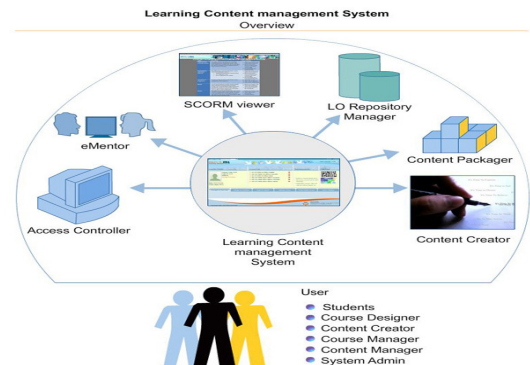 Learning Content management System
Overview
SCORM viewer
LO Repository
Manager
eMentor
Content Packager
Access Controller
Content Creator
Learning Content
management
System
User
Students
Course Designer
Content Creator
Course Manager
Content Manager
System Admin